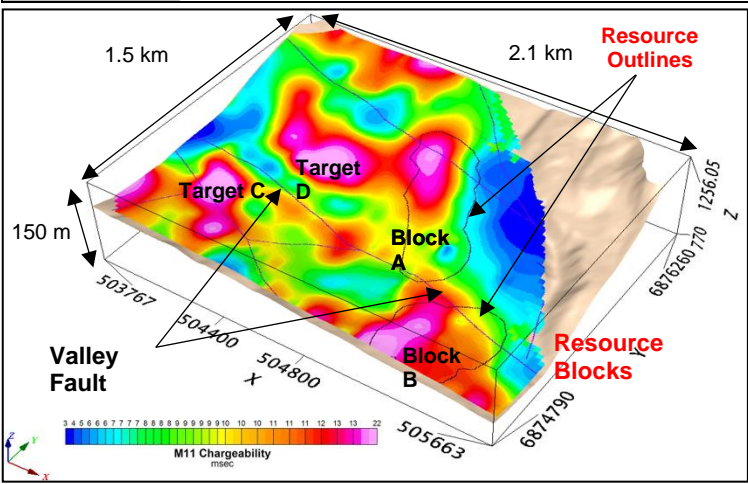 1.5 km
2.1 km
Resource
Outlines
Target C
Target
D
150 m
Block
A
1256.05
Z
770
6876260
503767
504400
504800
X
Valley
Fault
Block
B
Resource
Blocks
Y
6874790
505663
3 4 5 5 6 6 7 7 7 8 8 8 9 9 9 10 10 10 11 11 11 12 12 13 13 22
M11 Chargeability
msec
Z
Y
X